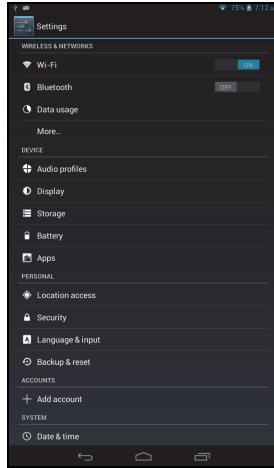 75% 7:12
Settings
WIRELESS & NETWORKS
Wi-Fi ON
Bluetooth OFF
Data usage
More...
DEVICE
Audio profiles
Display
Storage
Battery
Apps
PERSONAL
Location access
Security
A Language & input
Backup & reset
ACCOUNTS
Add account
SYSTEM
Date & time